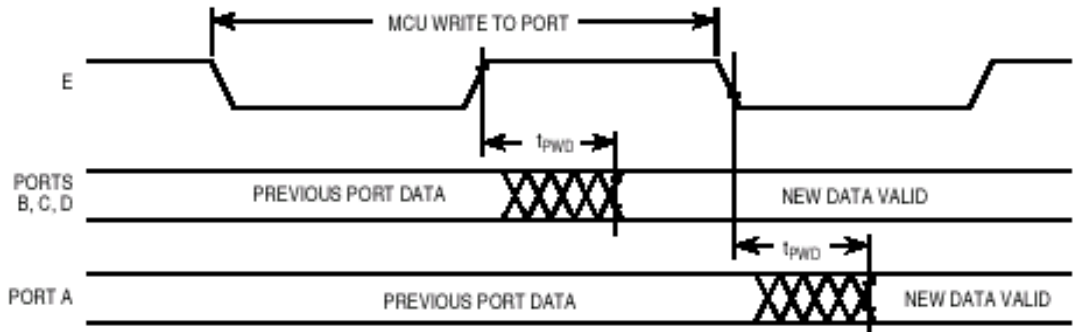 MCU WRITE TO PORT
E
tPWD
PORTS
B, C, D
PREVIOUS PORT DATA
NEW DATA VALID
tPWD
PORT A
PREVIOUS PORT DATA
NEW DATA VALID